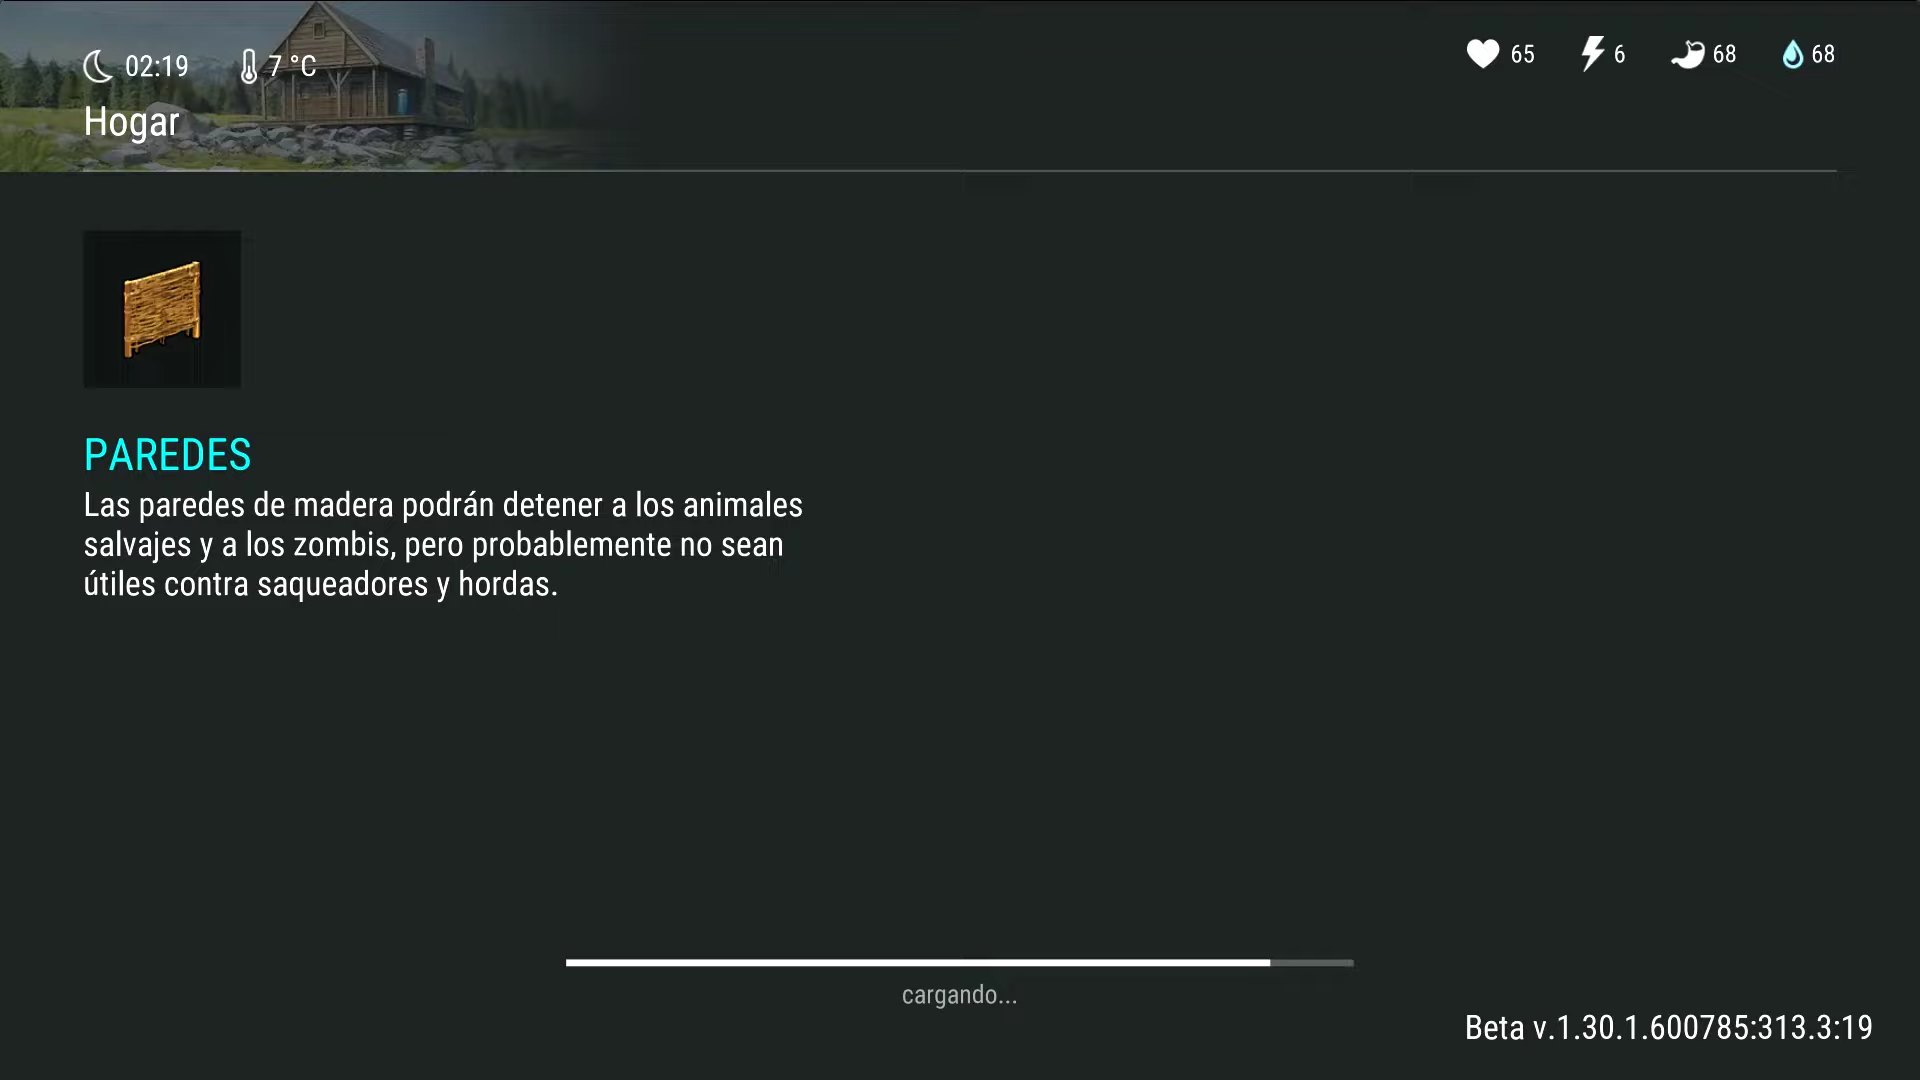 02:19 7 °C
65 6 68 68
Hogar
PAREDES
Las paredes de madera podrán detener a los animales
salvajes y a los zombis, pero probablemente no sean
útiles contra saqueadores y hordas.
cargando...
Beta v.1.30.1.600785:313.3:19